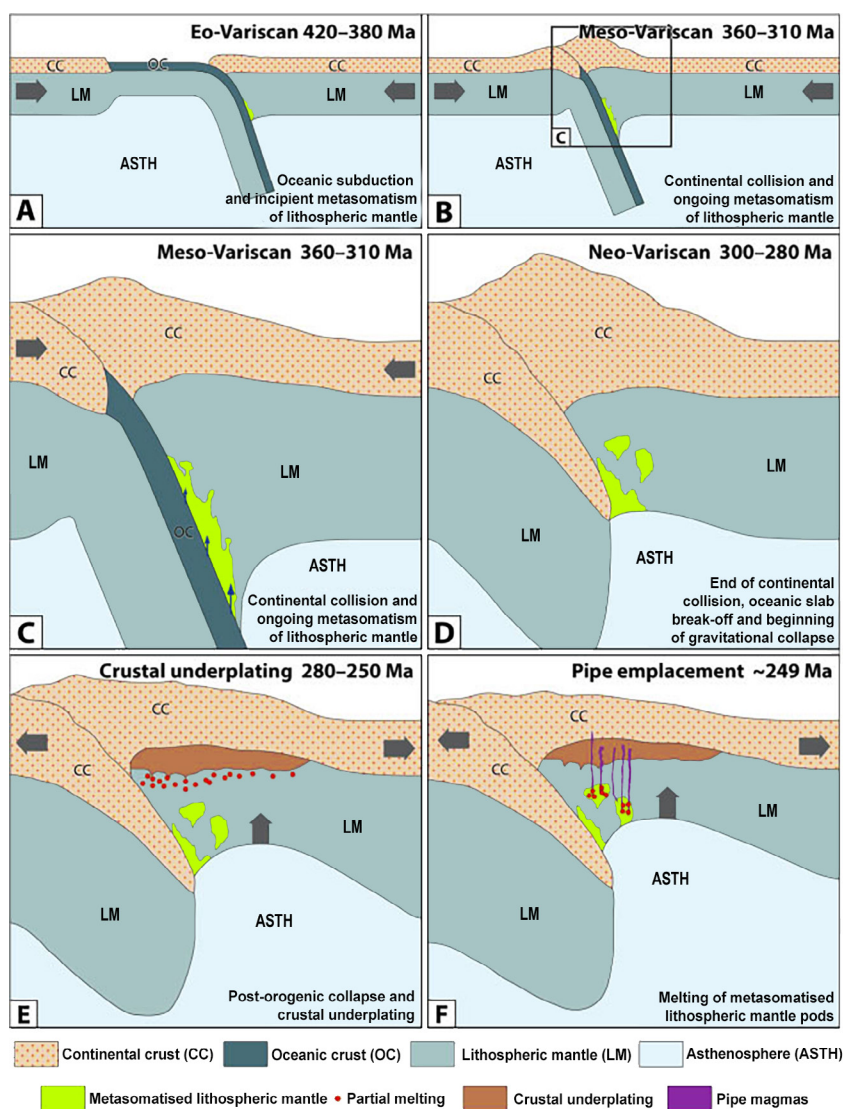 Eo-Variscan 420–380 Ma
CC
OC
CC
LM
LM
ASTH
Oceanic subduction
and incipient metasomatism
of lithospheric mantle
A
Meso-Variscan 360–310 Ma
CC
CC
CC
LM
LM
C
ASTH
Continental collision and
ongoing metasomatism
of lithospheric mantle
B
Meso-Variscan 360–310 Ma
CC
CC
LM
LM
OC
ASTH
Continental collision and
ongoing metasomatism
of lithospheric mantle
C
Neo-Variscan 300–280 Ma
CC
CC
LM
LM
ASTH
End of continental
collision, oceanic slab
break-off and beginning
of gravitational collapse
D
Crustal underplating 280–250 Ma
CC
CC
LM
LM
ASTH
Post-orogenic collapse and
crustal underplating
E
Pipe emplacement ~249 Ma
CC
CC
LM
LM
ASTH
Melting of metasomatised
lithospheric mantle pods
F
Continental crust (CC)
Oceanic crust (OC)
Lithospheric mantle (LM)
Asthenosphere (ASTH)
Metasomatised lithospheric mantle
Partial melting
Crustal underplating
Pipe magmas